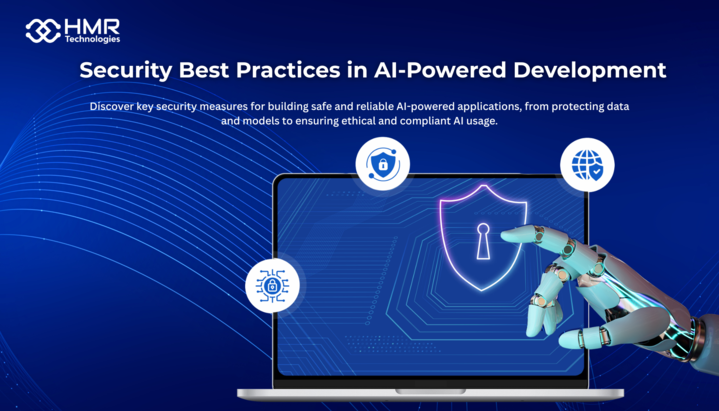 HMR
Technologies
Security Best Practices in AI-Powered Development
Discover key security measures for building safe and reliable AI-powered applications, from protecting data
and models to ensuring ethical and compliant AI usage.